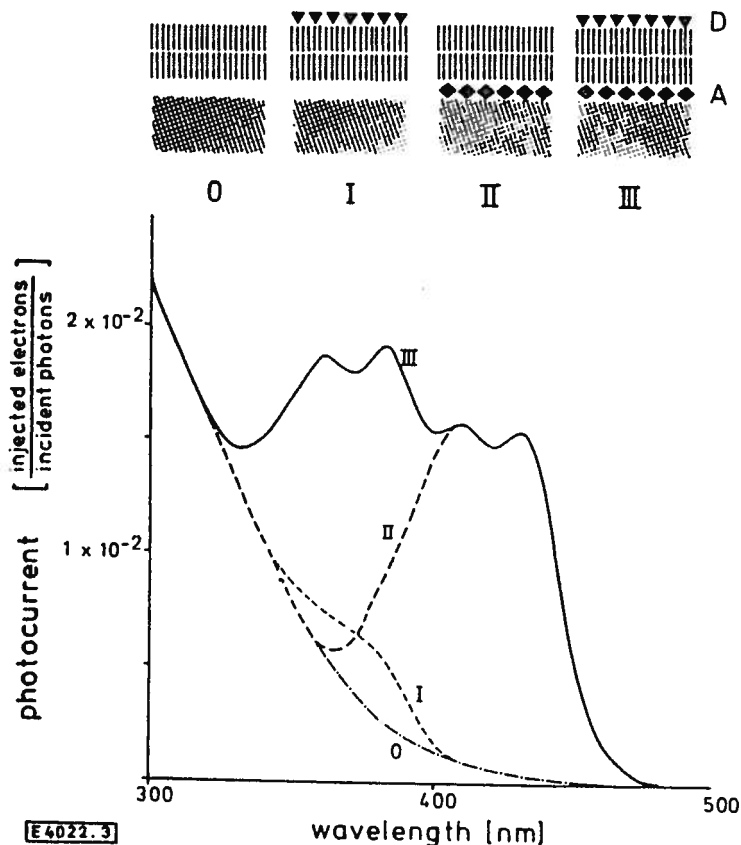 D
A
0 I II III
photocurrent [injected electrons / incident photons]
2 x 10-2
1 x 10-2
III
II
I
0
300 400 500
wavelength [nm]
E4022.3